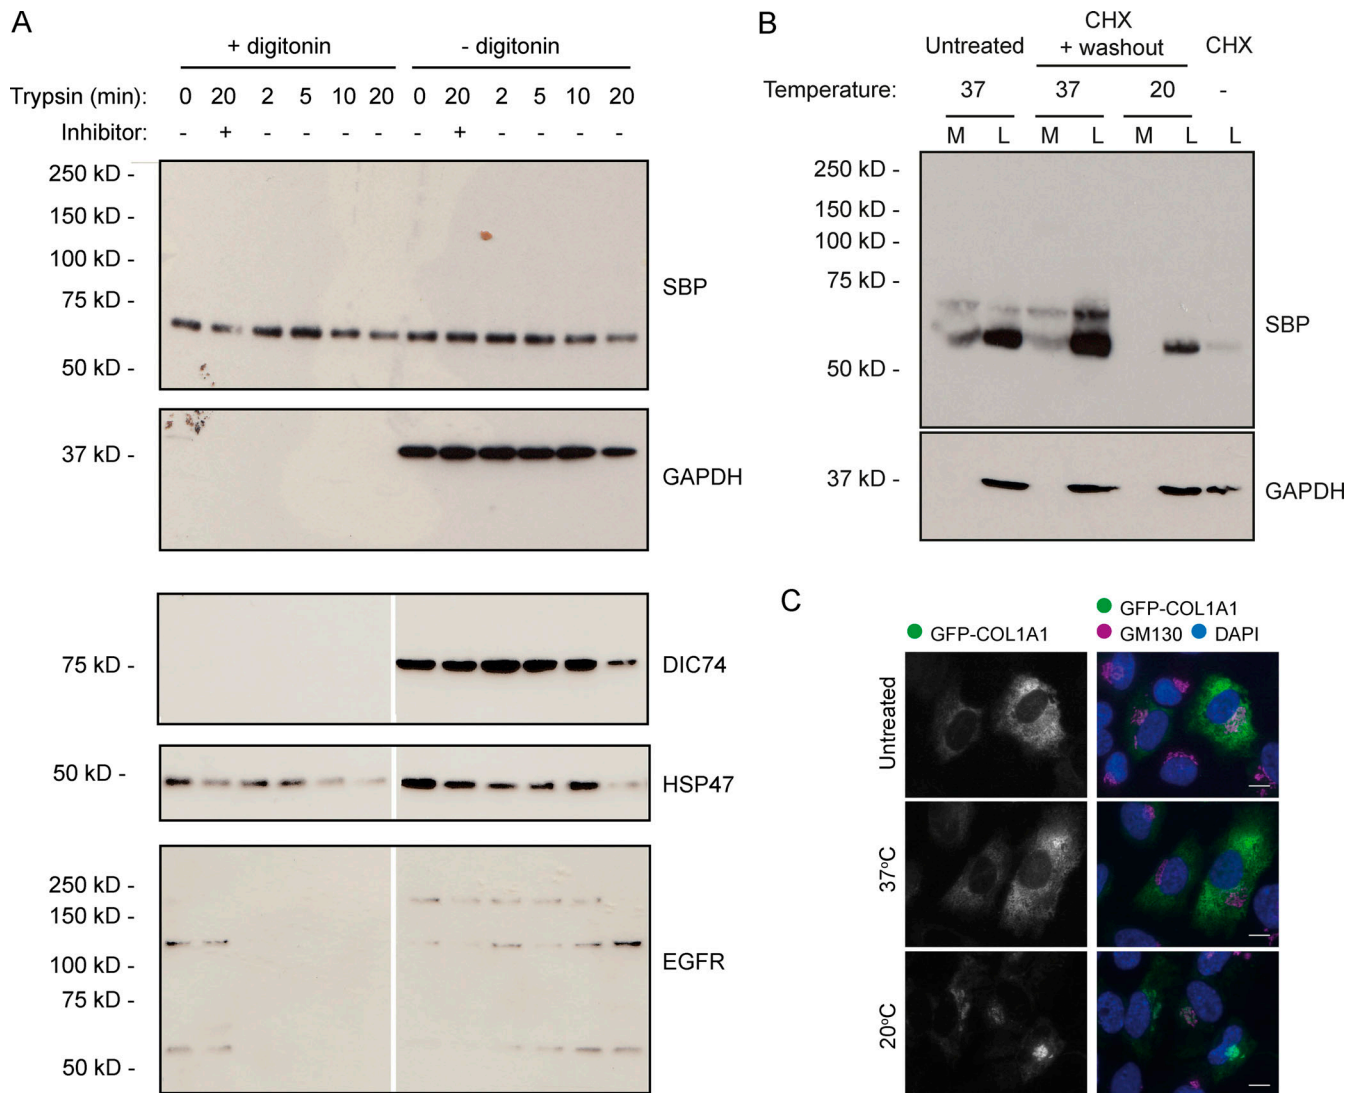 A
+ digitonin - digitonin
Trypsin (min): 0 20 2 5 10 20 0 20 2 5 10 20
Inhibitor: - + - - - - - + - - - -
250 kD -
150 kD -
100 kD -
75 kD -
50 kD -
SBP
37 kD -
GAPDH
75 kD -
DIC74
50 kD -
HSP47
250 kD -
150 kD -
100 kD -
75 kD -
50 kD -
EGFR
B
CHX
Untreated + washout CHX
Temperature: 37 37 20 -
M L M L M L L
250 kD -
150 kD -
100 kD -
75 kD -
50 kD -
SBP
37 kD -
GAPDH
C
GFP-COL1A1
GFP-COL1A1
GM130 DAPI
Untreated
37°C
20°C